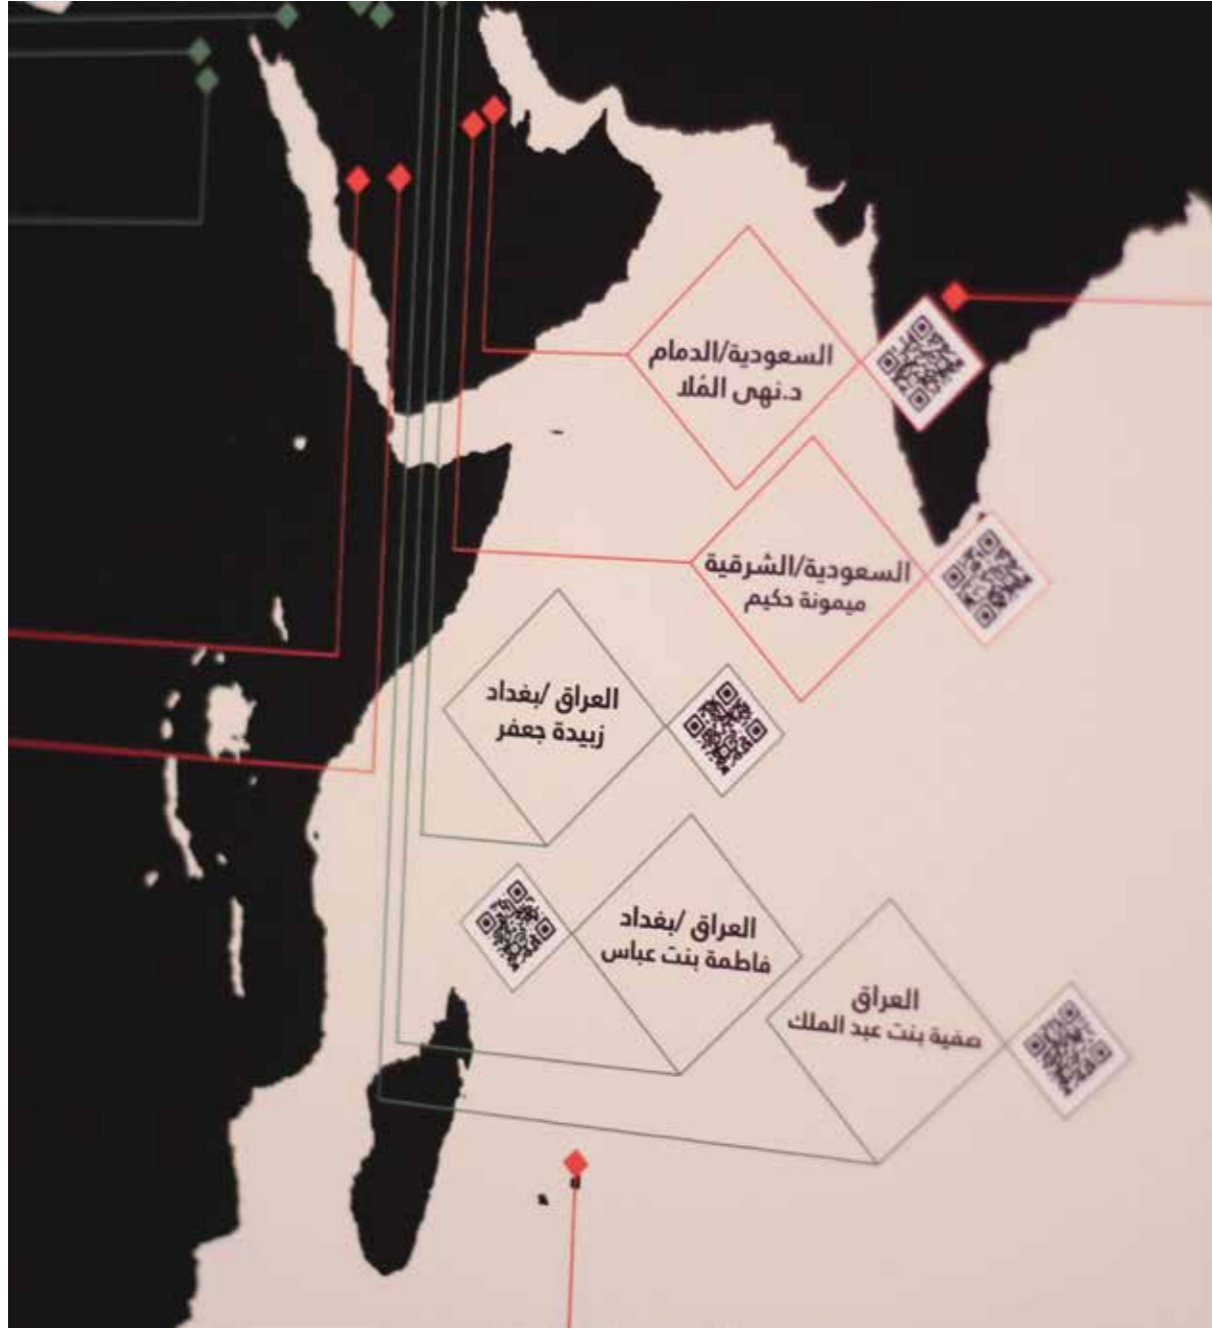 السعودية/الدمام
د.نهى المُلا
السعودية/الشرقية
ميمونة حكيم
العراق /بغداد
زبيدة جعفر
العراق /بغداد
فاطمة بنت عباس
العراق
صفية بنت عبد الملك